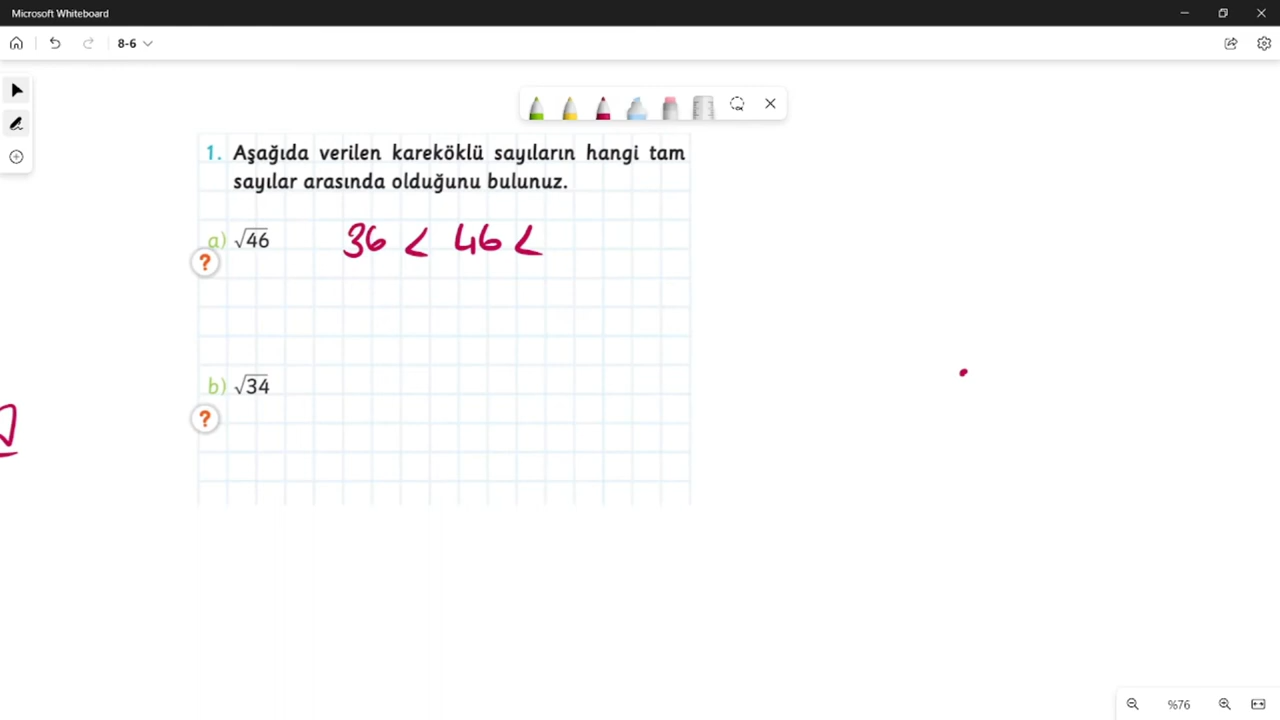 Microsoft Whiteboard
8-6
1. Aşağıda verilen kareköklü sayıların hangi tam
sayılar arasında olduğunu bulunuz.
a) √46 36 < 46 <
?
b) √34
?
%76